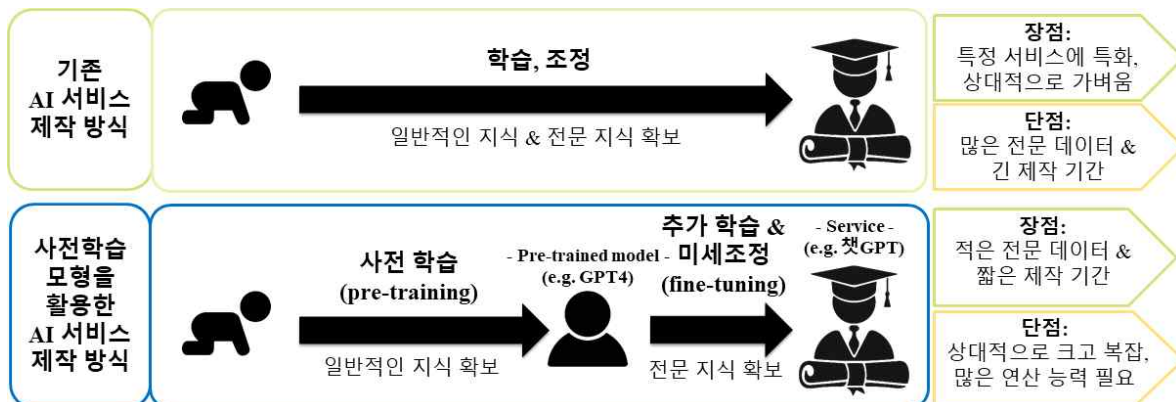 기존
AI 서비스
제작 방식
학습, 조정
일반적인 지식 & 전문 지식 확보
장점:
특정 서비스에 특화,
상대적으로 가벼움
단점:
많은 전문 데이터 &
긴 제작 기간
사전학습
모형을
활용한
AI 서비스
제작 방식
사전 학습
(pre-training)
일반적인 지식 확보
- Pre-trained model -
(e.g. GPT4)
추가 학습 &
미세조정
(fine-tuning)
전문 지식 확보
- Service -
(e.g. 챗GPT)
장점:
적은 전문 데이터 &
짧은 제작 기간
단점:
상대적으로 크고 복잡,
많은 연산 능력 필요